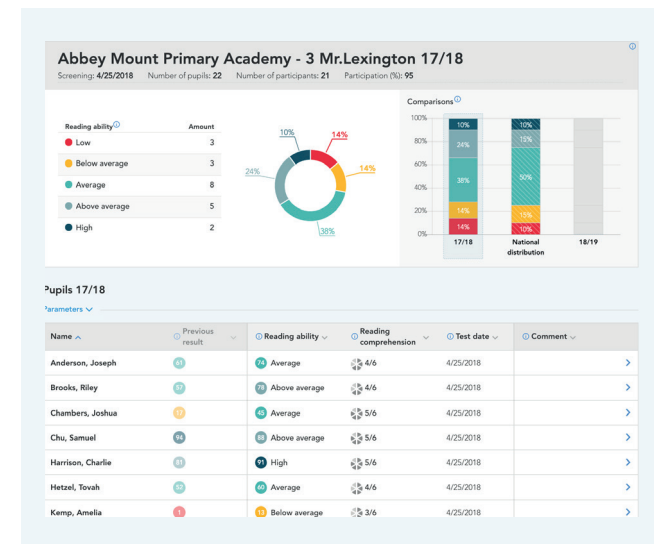 Abbey Mount Primary Academy - 3 Mr.Lexington 17/18
Screening: 4/25/2018 Number of pupils: 22 Number of participants: 21 Participation (%): 95
Reading ability Amount
Low 3
Below average 3
Average 8
Above average 5
High 2
10% 14%
24% 14%
38%
Comparisons
100%
80%
60%
40%
20%
0%
10%
24%
38%
14%
14%
10%
15%
50%
15%
10%
17/18 National distribution 18/19
Pupils 17/18
Parameters
Name Previous result Reading ability Reading comprehension Test date Comment
Anderson, Joseph 61 74 Average 4/6 4/25/2018
Brooks, Riley 57 78 Above average 4/6 4/25/2018
Chambers, Joshua 17 45 Average 5/6 4/25/2018
Chu, Samuel 94 88 Above average 5/6 4/25/2018
Harrison, Charlie 81 91 High 5/6 4/25/2018
Hetzel, Tovah 60 Average 4/6 4/25/2018
Kemp, Amelia 1 13 Below average 3/6 4/25/2018